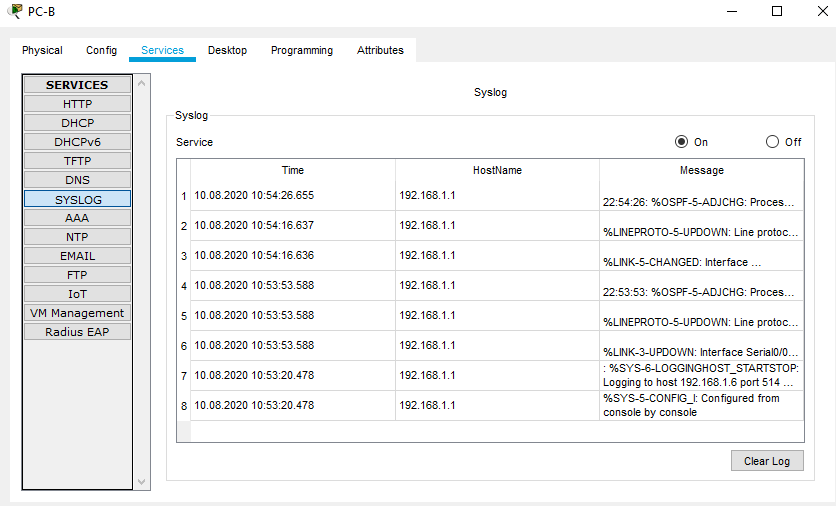 PC-B
Physical Config Services Desktop Programming Attributes
SERVICES
HTTP
DHCP
DHCPv6
TFTP
DNS
SYSLOG
AAA
NTP
EMAIL
FTP
IoT
VM Management
Radius EAP
Syslog
Syslog
Service On Off
Time HostName Message
1 10.08.2020 10:54:26.655 192.168.1.1 22:54:26: %OSPF-5-ADJCHG: Proces...
2 10.08.2020 10:54:16.637 192.168.1.1 %LINEPROTO-5-UPDOWN: Line protoc...
3 10.08.2020 10:54:16.636 192.168.1.1 %LINK-5-CHANGED: Interface ...
4 10.08.2020 10:53:53.588 192.168.1.1 22:53:53: %OSPF-5-ADJCHG: Proces...
5 10.08.2020 10:53:53.588 192.168.1.1 %LINEPROTO-5-UPDOWN: Line protoc...
6 10.08.2020 10:53:53.588 192.168.1.1 %LINK-3-UPDOWN: Interface Serial0/0...
7 10.08.2020 10:53:20.478 192.168.1.1 : %SYS-6-LOGGINGHOST_STARTSTOP:
Logging to host 192.168.1.6 port 514 ...
8 10.08.2020 10:53:20.478 192.168.1.1 %SYS-5-CONFIG_I: Configured from
console by console
Clear Log